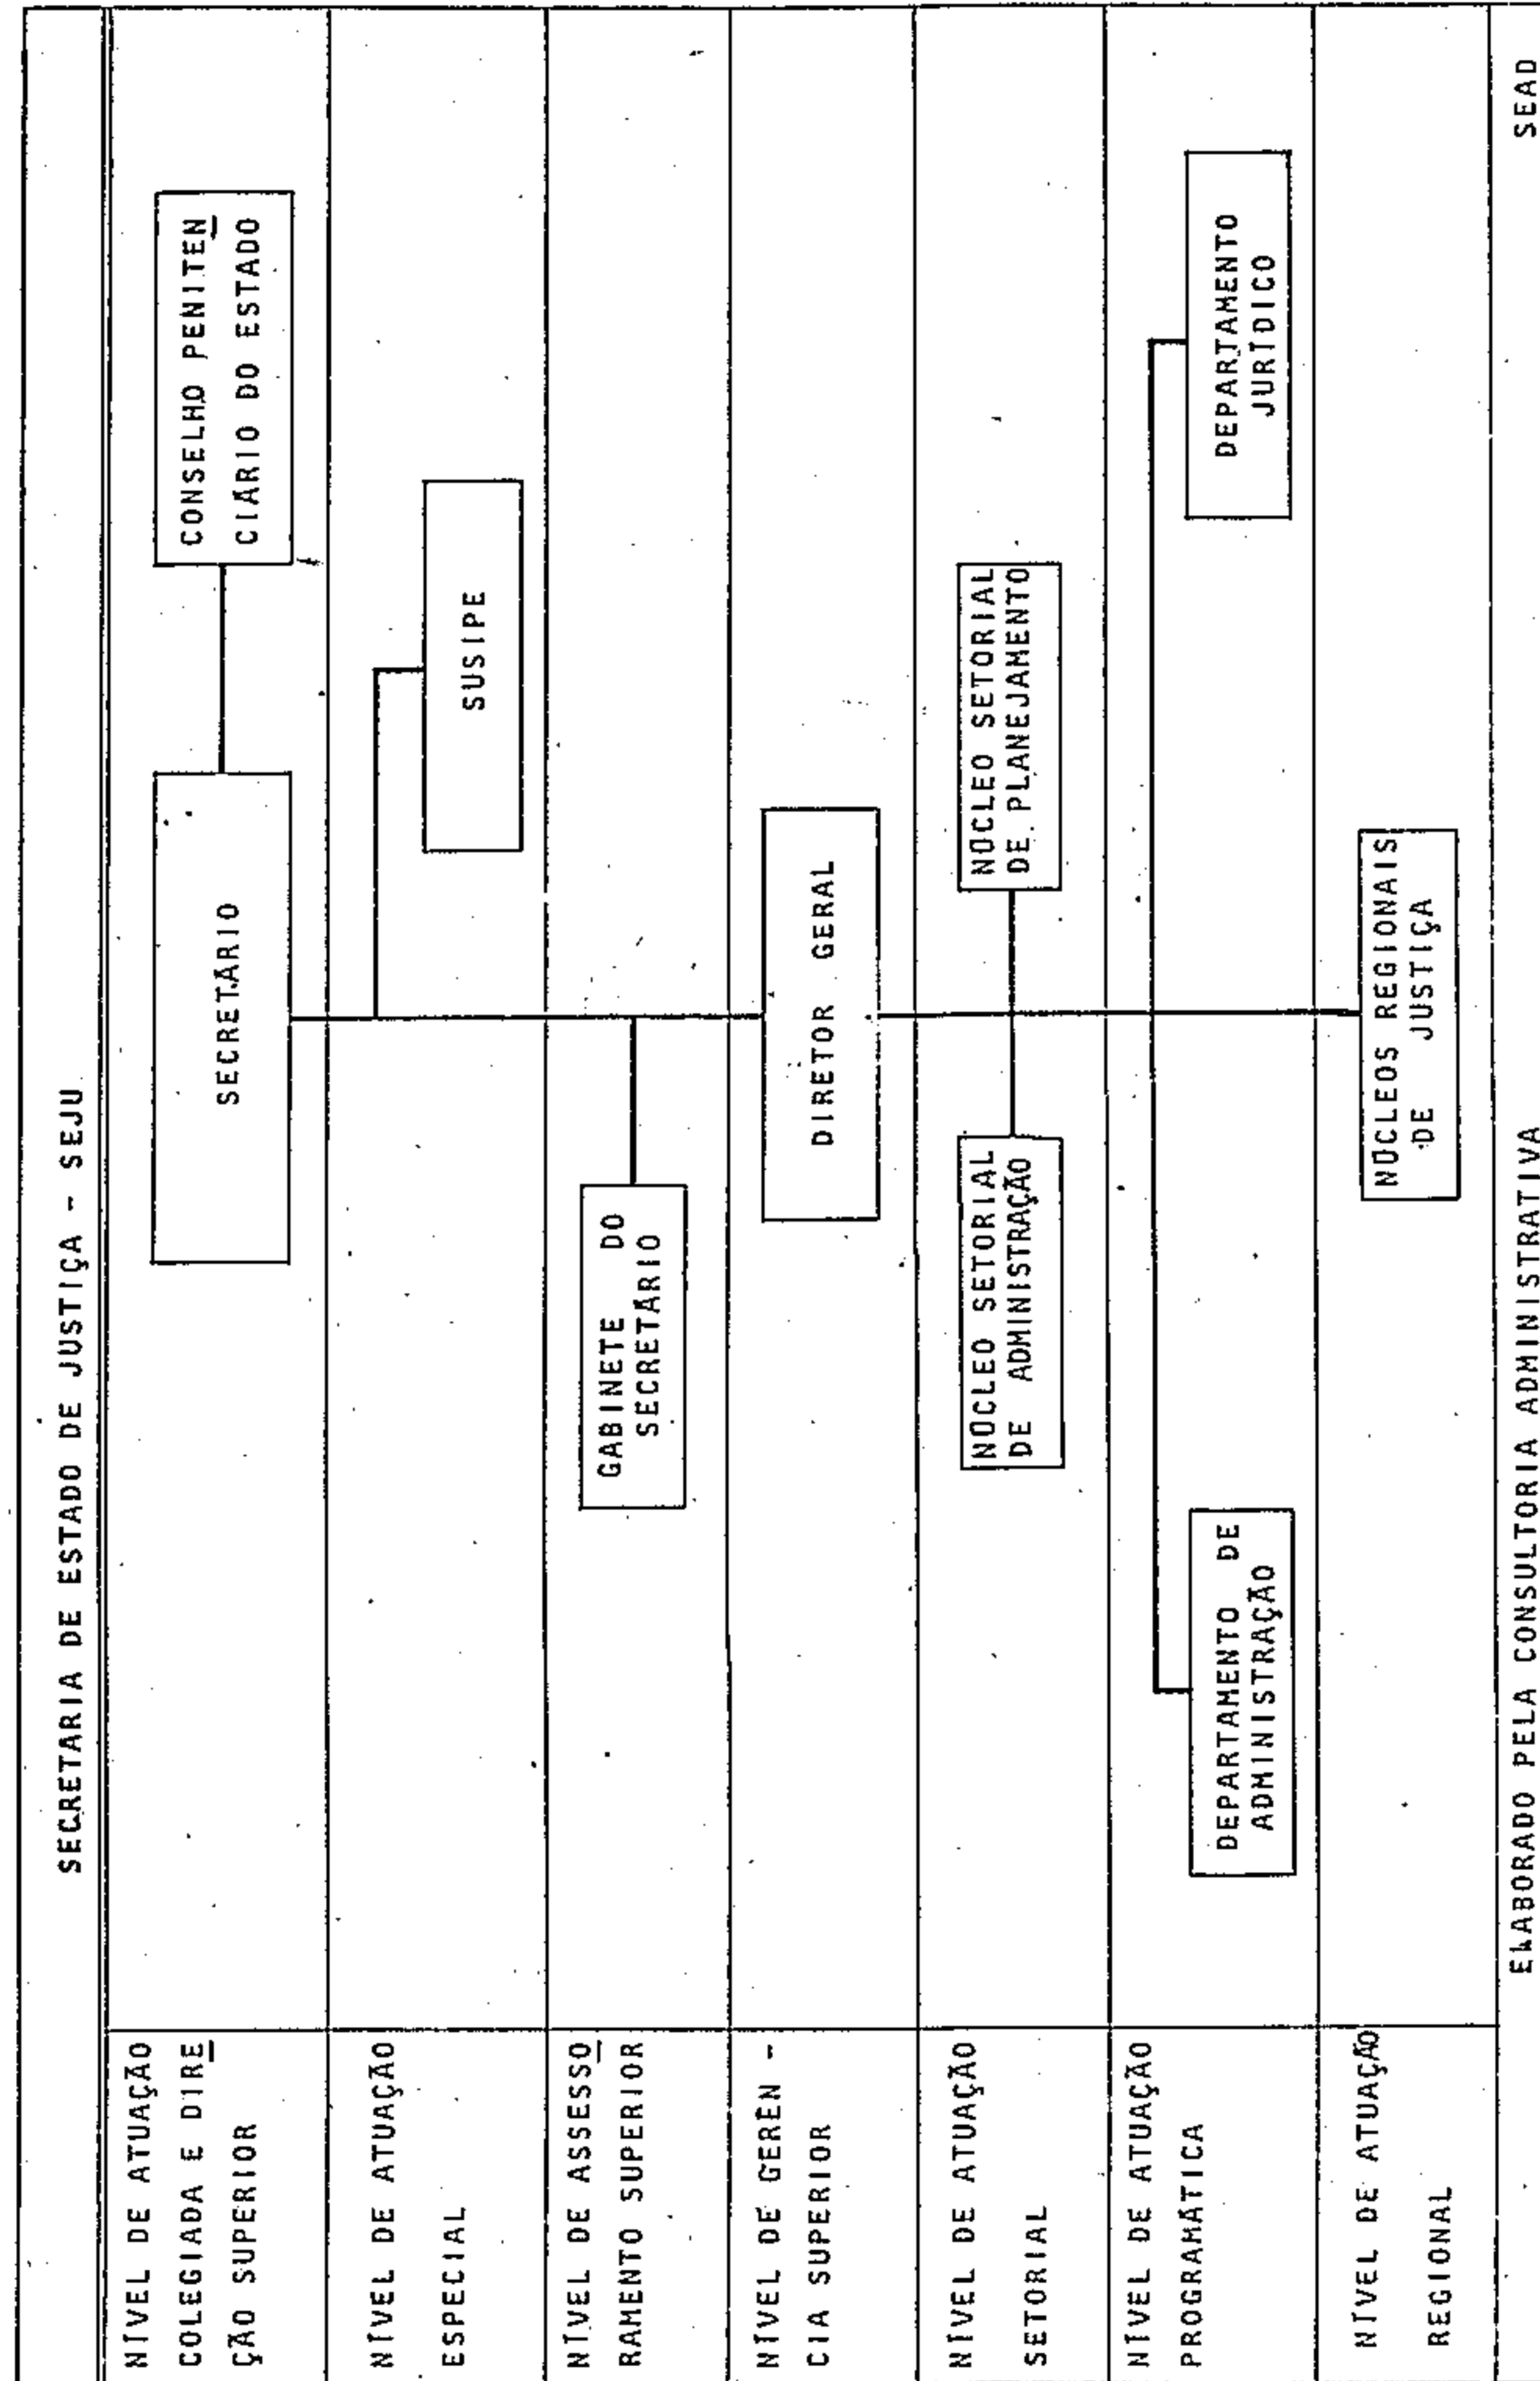 SECRETARIA DE ESTADO DE JUSTIÇA - SEJU
NÍVEL DE ATUAÇÃO
COLEGIADA E DIRE
ÇÃO SUPERIOR
SECRETÁRIO
CONSELHO PENITEN
CIÁRIO DO ESTADO
NÍVEL DE ATUAÇÃO
ESPECIAL
SUSIPE
NÍVEL DE ASSESSO
RAMENTO SUPERIOR
GABINETE DO
SECRETÁRIO
NÍVEL DE GERÊN -
CIA SUPERIOR
DIRETOR GERAL
NÍVEL DE ATUAÇÃO
SETORIAL
NÚCLEO SETORIAL
DE ADMINISTRAÇÃO
NÚCLEO SETORIAL
DE PLANEJAMENTO
NÍVEL DE ATUAÇÃO
PROGRAMÁTICA
DEPARTAMENTO DE
ADMINISTRAÇÃO
DEPARTAMENTO
JURÍDICO
NÍVEL DE ATUAÇÃO
REGIONAL
NÚCLEOS REGIONAIS
DE JUSTIÇA
ELABORADO PELA CONSULTORIA ADMINISTRATIVA
SEAD